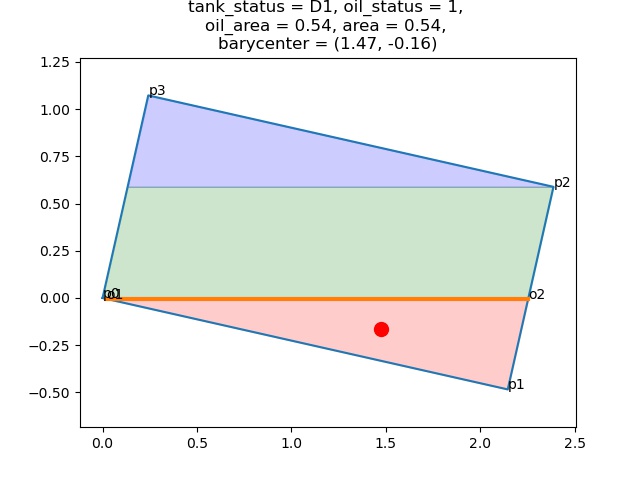 tank_status = D1, oil_status = 1,
oil_area = 0.54, area = 0.54,
barycenter = (1.47, -0.16)
1.25
p3
1.00
0.75
p2
0.50
0.25
0.00
p0
o1
o2
−0.25
p1
−0.50
0.0 0.5 1.0 1.5 2.0 2.5